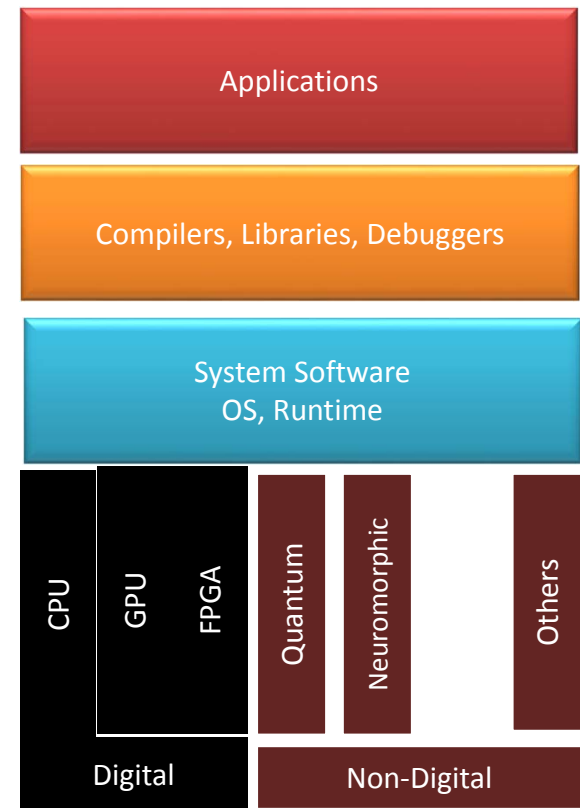 Applications
Compilers, Libraries, Debuggers
System Software
OS, Runtime
CPU
GPU
FPGA
Quantum
Neuromorphic
Others
Digital
Non-Digital